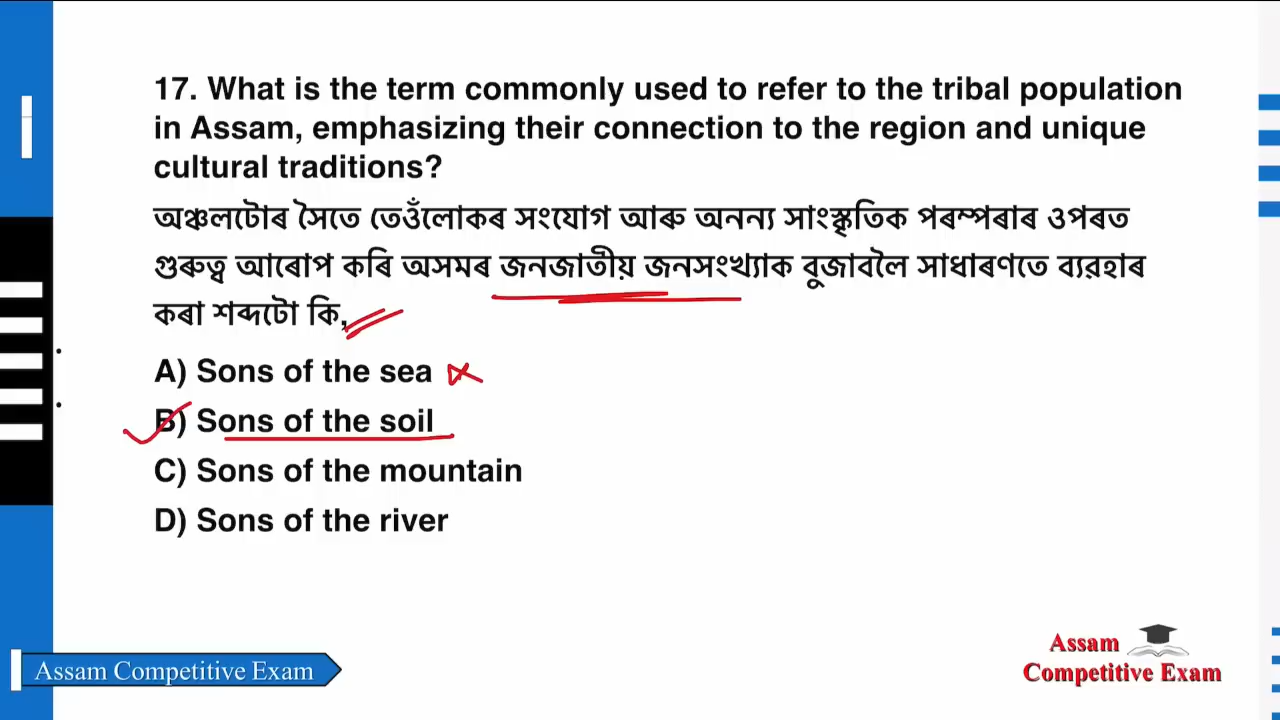 17. What is the term commonly used to refer to the tribal population
in Assam, emphasizing their connection to the region and unique
cultural traditions?
অঞ্চলটোৰ সৈতে তেওঁলোকৰ সংযোগ আৰু অনন্য সাংস্কৃতিক পৰম্পৰাৰ ওপৰত
গুৰুত্ব আৰোপ কৰি অসমৰ জনজাতীয় জনসংখ্যাক বুজাবলৈ সাধাৰণতে ব্যৱহাৰ
কৰা শব্দটো কি,
A) Sons of the sea
B) Sons of the soil
C) Sons of the mountain
D) Sons of the river
Assam Competitive Exam
Assam
Competitive Exam